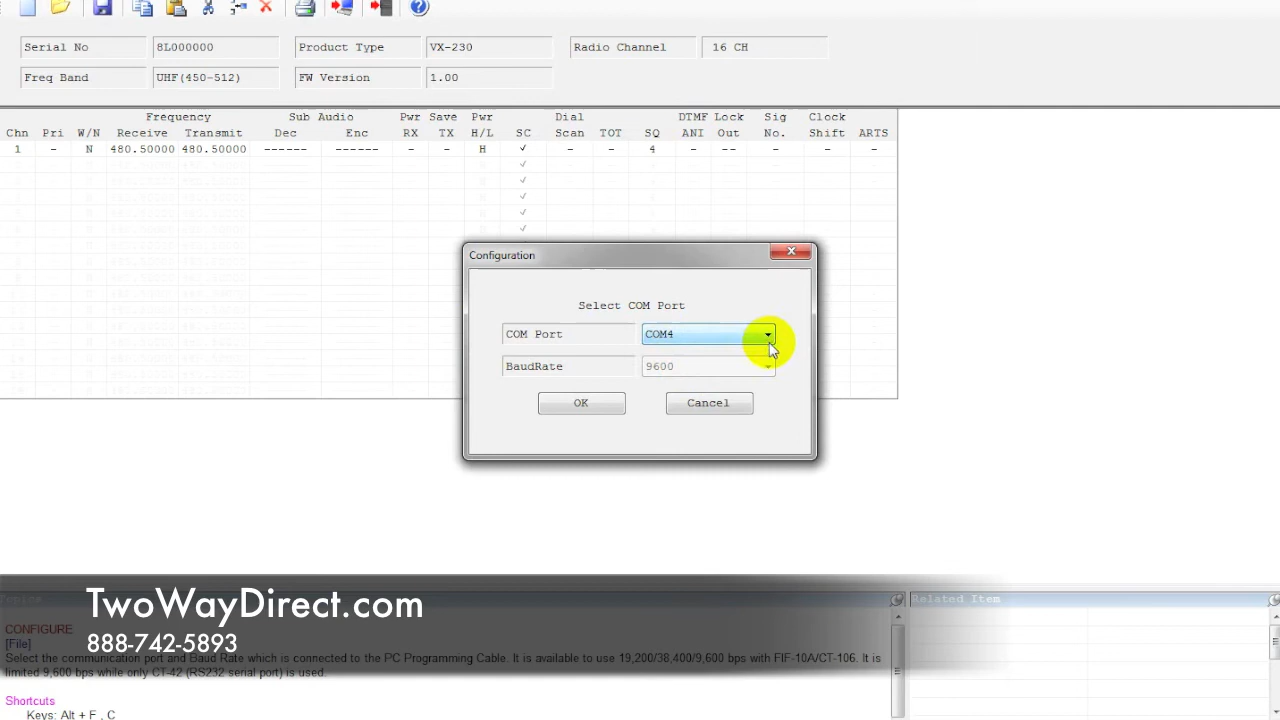 Serial No 8L000000 Product Type VX-230 Radio Channel 16 CH
Freq Band UHF(450-512) FW Version 1.00
Frequency Sub Audio Pwr Save Pwr Dial DTMF Lock Sig Clock
Chn Pri W/N Receive Transmit Dec Enc RX TX H/L SC Scan TOT SQ ANI Out No. Shift ARTS
1 - N 480.50000 480.50000 ------ ------ - - H ✓ - - 4 - -- - - -
Configuration
Select COM Port
COM Port COM4
BaudRate 9600
OK Cancel
Topics Related Item
TwoWayDirect.com
888-742-5893
CONFIGURE
[File]
Select the communication port and Baud Rate which is connected to the PC Programming Cable. It is available to use 19,200/38,400/9,600 bps with FIF-10A/CT-106. It is
limited 9,600 bps while only CT-42 (RS232 serial port) is used.
Shortcuts
Keys: Alt + F , C